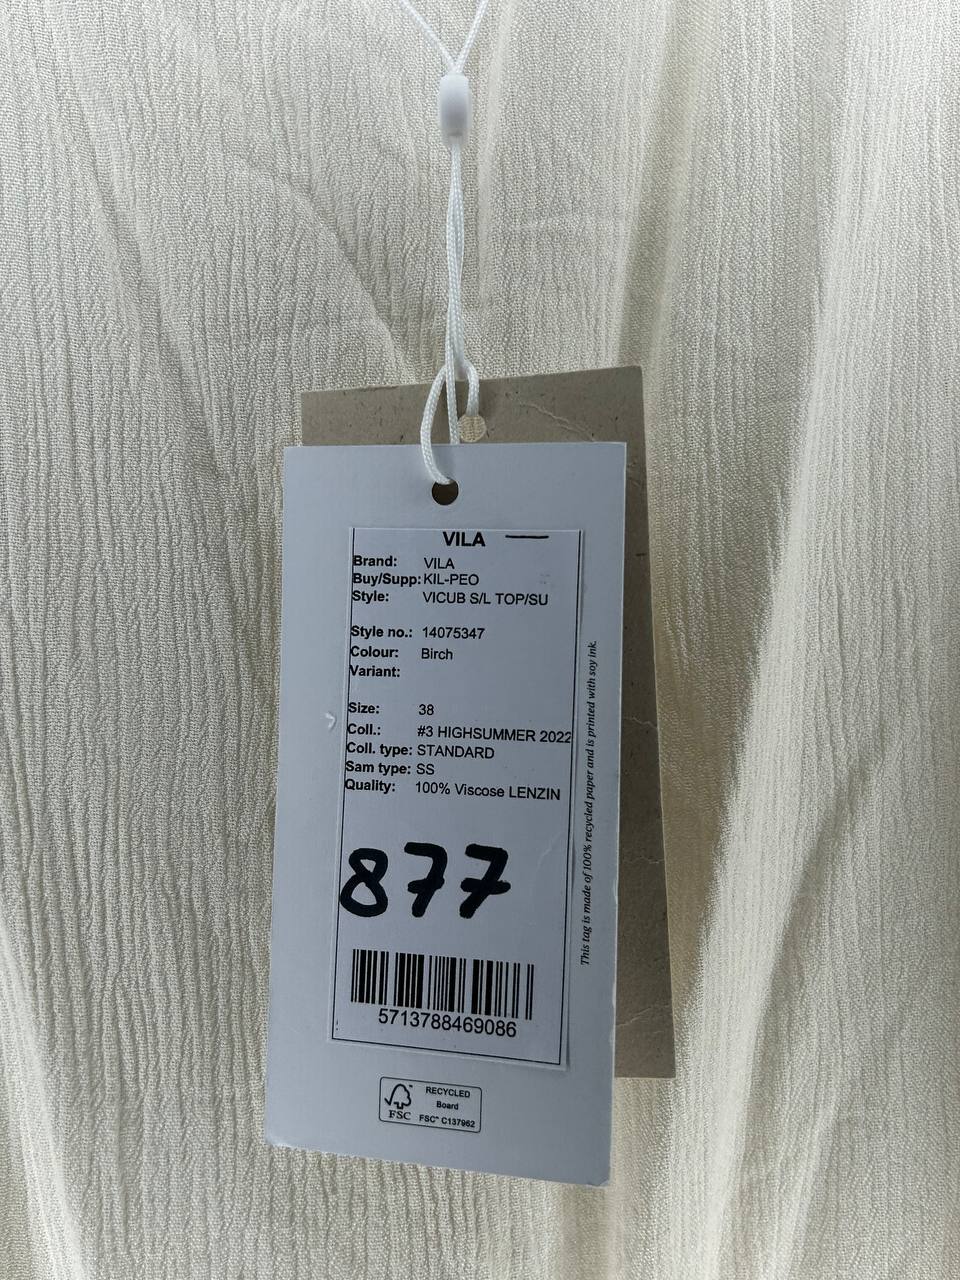 VILA
Brand: VILA
Buy/Supp: KIL-PEO
Style: VICUB S/L TOP/SU
Style no.: 14075347
Colour: Birch
Variant:
Size: 38
Coll.: #3 HIGHSUMMER 2022
Coll. type: STANDARD
Sam type: SS
Quality: 100% Viscose LENZIN
877
5713788469086
This tag is made of 100% recycled paper and is printed with soy ink.
FSC
RECYCLED
Board
FSC™ C137962